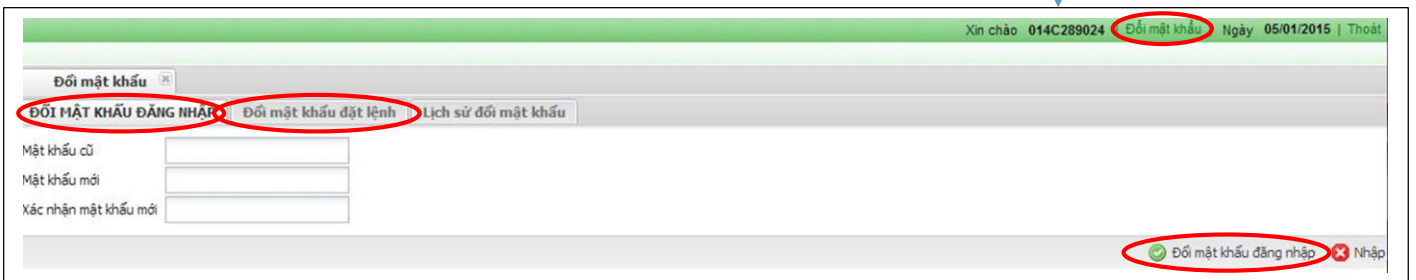 Xin chào 014C289024 | Đổi mật khẩu | Ngày 05/01/2015 | Thoát
Đổi mật khẩu
ĐỔI MẬT KHẨU ĐĂNG NHẬP Đổi mật khẩu đặt lệnh Lịch sử đổi mật khẩu
Mật khẩu cũ
Mật khẩu mới
Xác nhận mật khẩu mới
Đổi mật khẩu đăng nhập Nhập